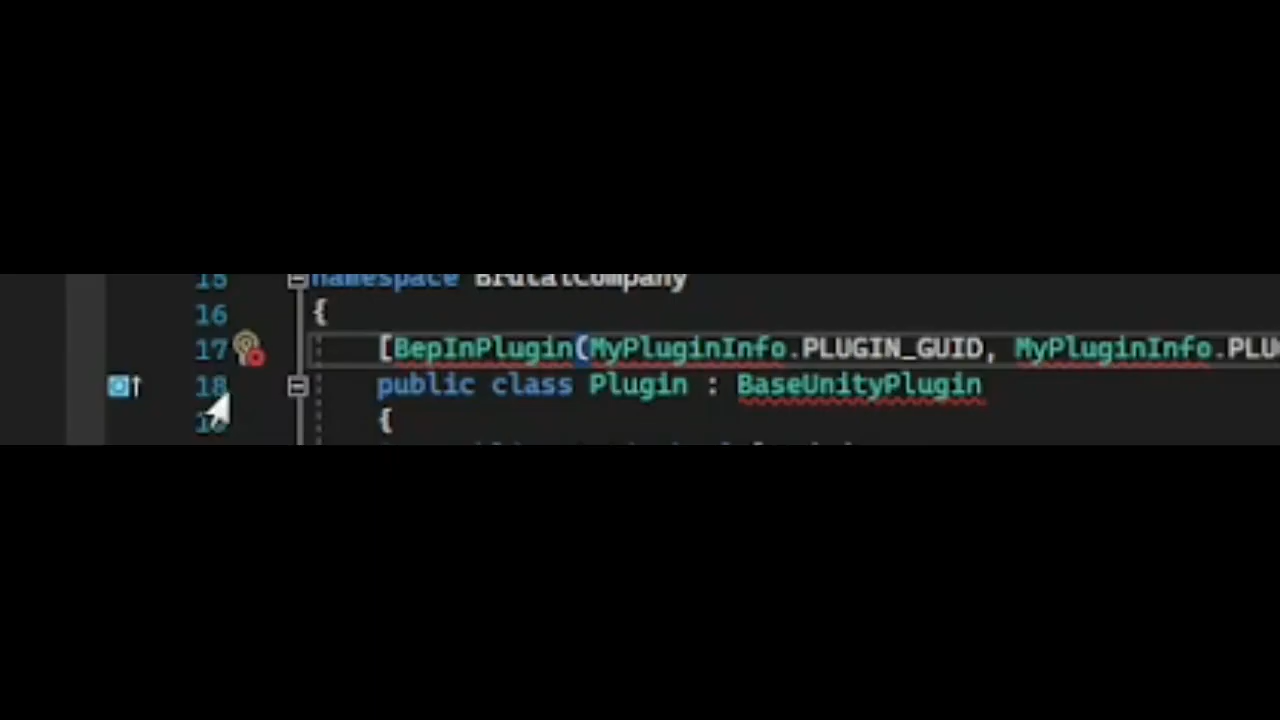 15 namespace BrutalCompany
16 {
17 [BepInPlugin(MyPluginInfo.PLUGIN_GUID, MyPluginInfo.PLU
18 public class Plugin : BaseUnityPlugin
{